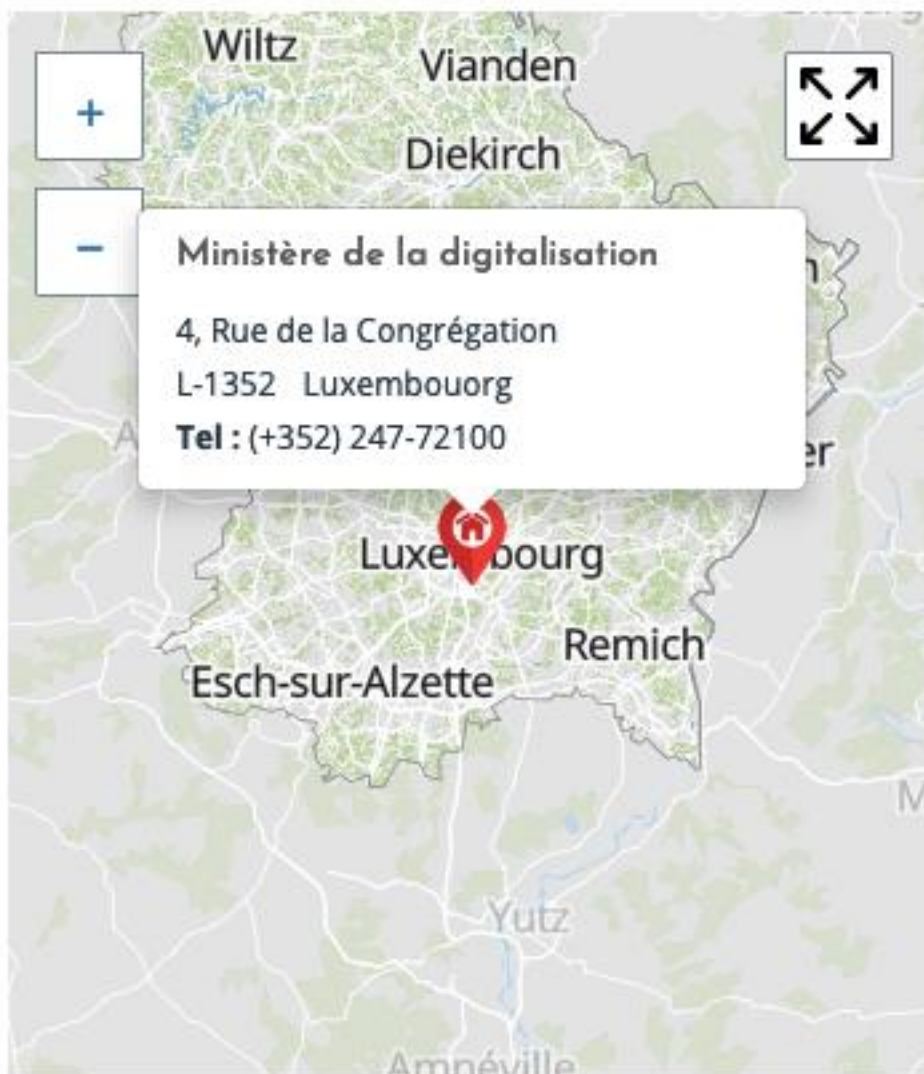 Wiltz
Vianden
Diekirch
+
−
Ministère de la digitalisation
4, Rue de la Congrégation
L-1352 Luxembouorg
Tel : (+352) 247-72100
Remich
Esch-sur-Alzette
Yutz
Amnéville